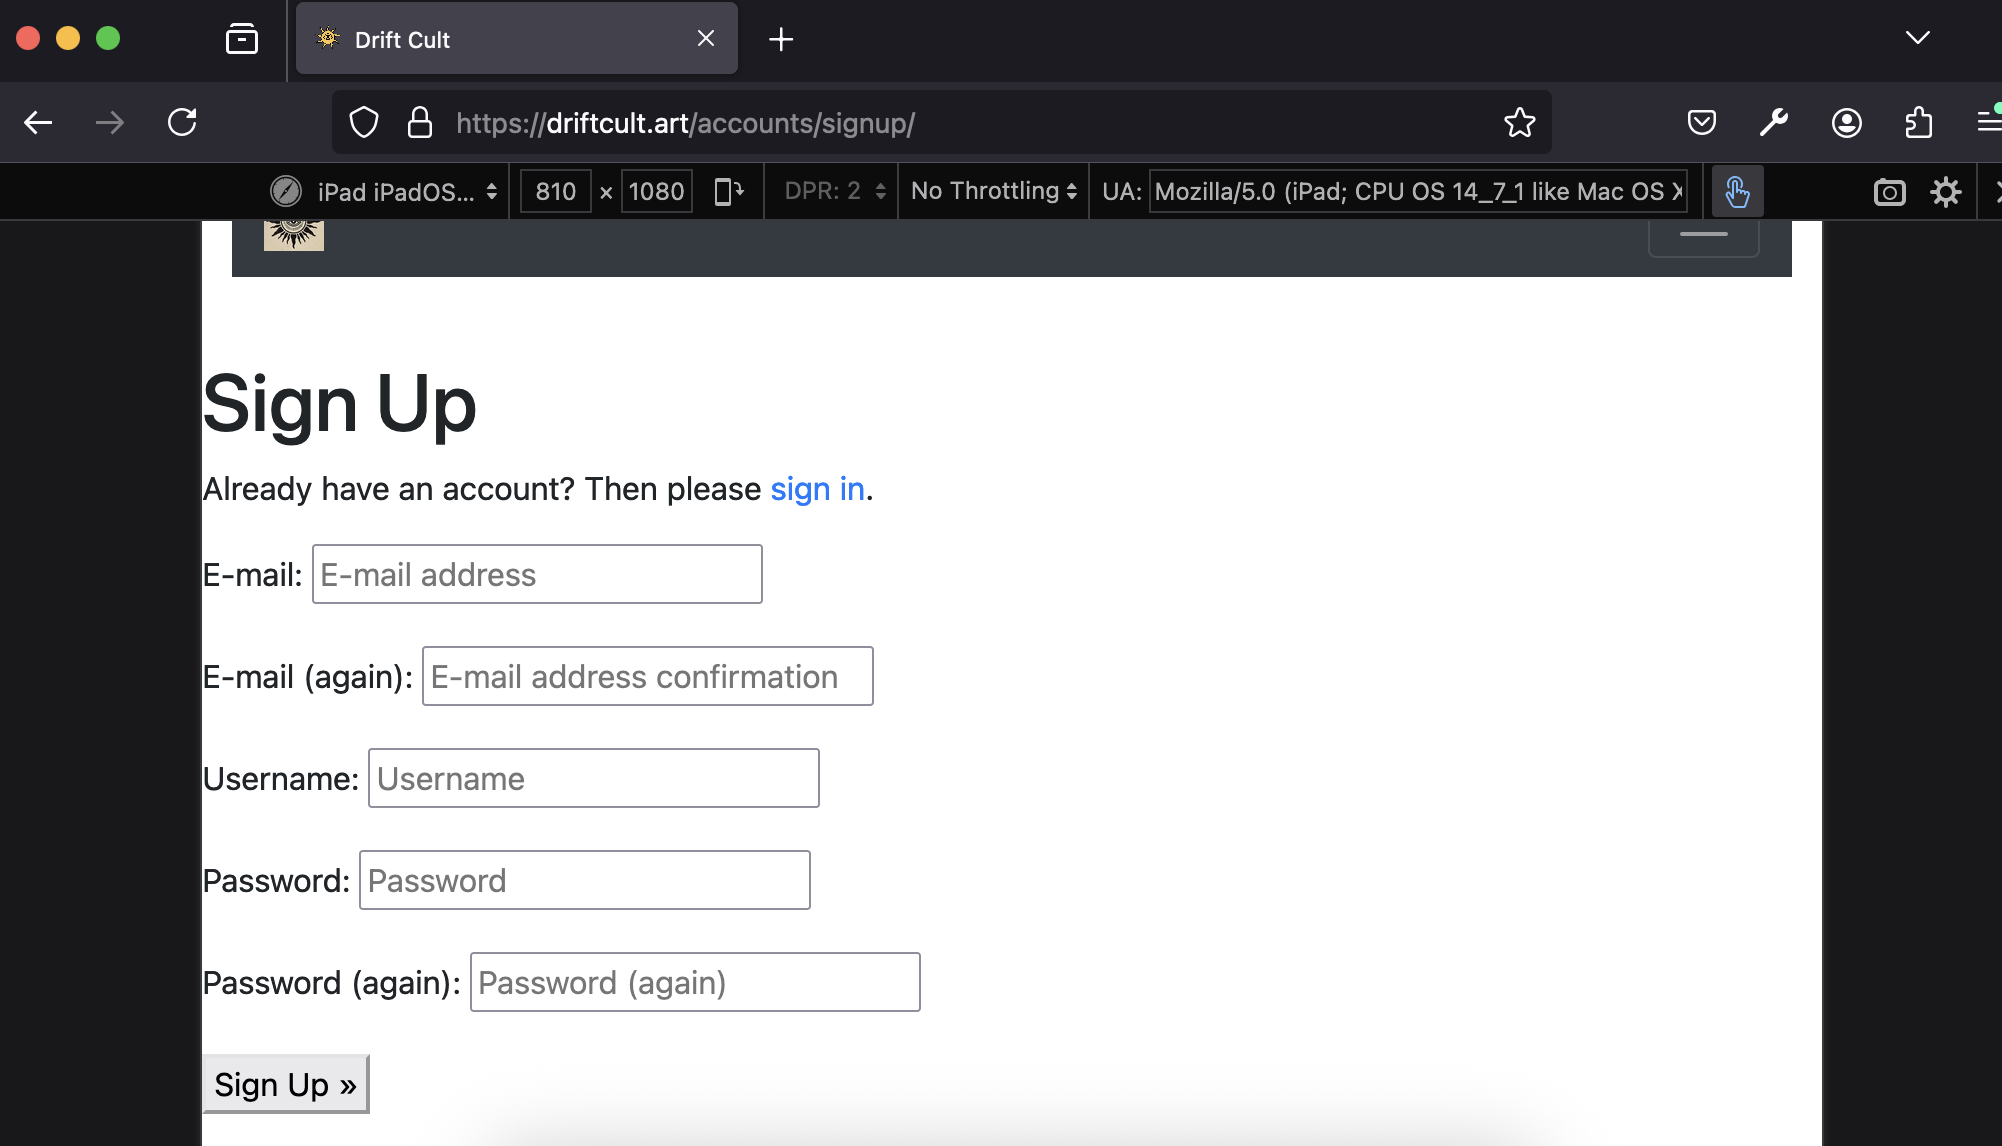 Drift Cult
https://driftcult.art/accounts/signup/
iPad iPadOS... 810 × 1080 DPR: 2 No Throttling UA: Mozilla/5.0 (iPad; CPU OS 14_7_1 like Mac OS X
Sign Up
Already have an account? Then please sign in.
E-mail: E-mail address
E-mail (again): E-mail address confirmation
Username: Username
Password: Password
Password (again): Password (again)
Sign Up »